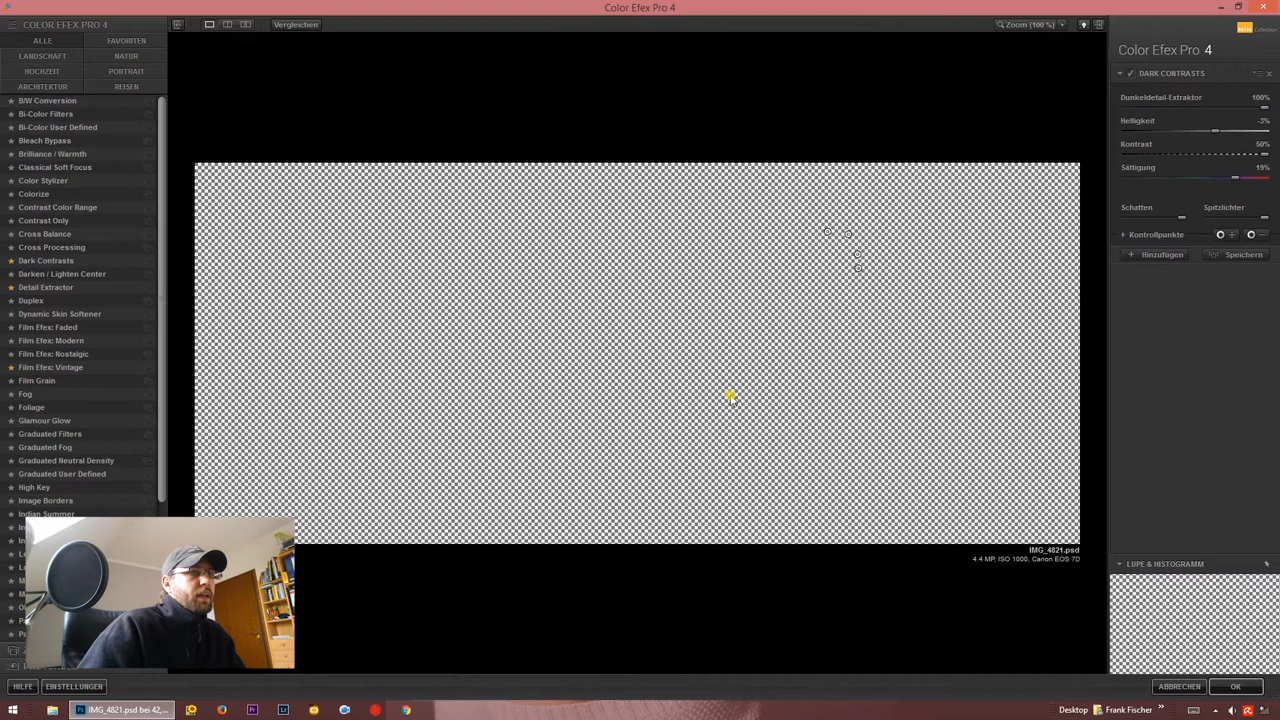 Color Efex Pro 4
COLOR EFEX PRO 4
Vergleichen
Zoom (100 %)
ALLE
FAVORITEN
LANDSCHAFT
NATUR
HOCHZEIT
PORTRAIT
ARCHITEKTUR
REISEN
B/W Conversion
Bi-Color Filters
Bi-Color User Defined
Bleach Bypass
Brilliance / Warmth
Classical Soft Focus
Color Stylizer
Colorize
Contrast Color Range
Contrast Only
Cross Balance
Cross Processing
Dark Contrasts
Darken / Lighten Center
Detail Extractor
Duplex
Dynamic Skin Softener
Film Efex: Faded
Film Efex: Modern
Film Efex: Nostalgic
Film Efex: Vintage
Film Grain
Fog
Foliage
Glamour Glow
Graduated Filters
Graduated Fog
Graduated Neutral Density
Graduated User Defined
High Key
Image Borders
Indian Summer
IMG_4821.psd
4.4 MP, ISO 1000, Canon EOS 7D
Collection
Color Efex Pro 4
DARK CONTRASTS
Dunkeldetail-Extraktor 100%
Helligkeit -3%
Kontrast 50%
Sättigung 19%
Schatten Spitzlichter
Kontrollpunkte
Hinzufügen Speichern
LUPE & HISTOGRAMM
HILFE
EINSTELLUNGEN
ABBRECHEN
OK
IMG_4821.psd bei 42,...
Desktop
Frank Fischer